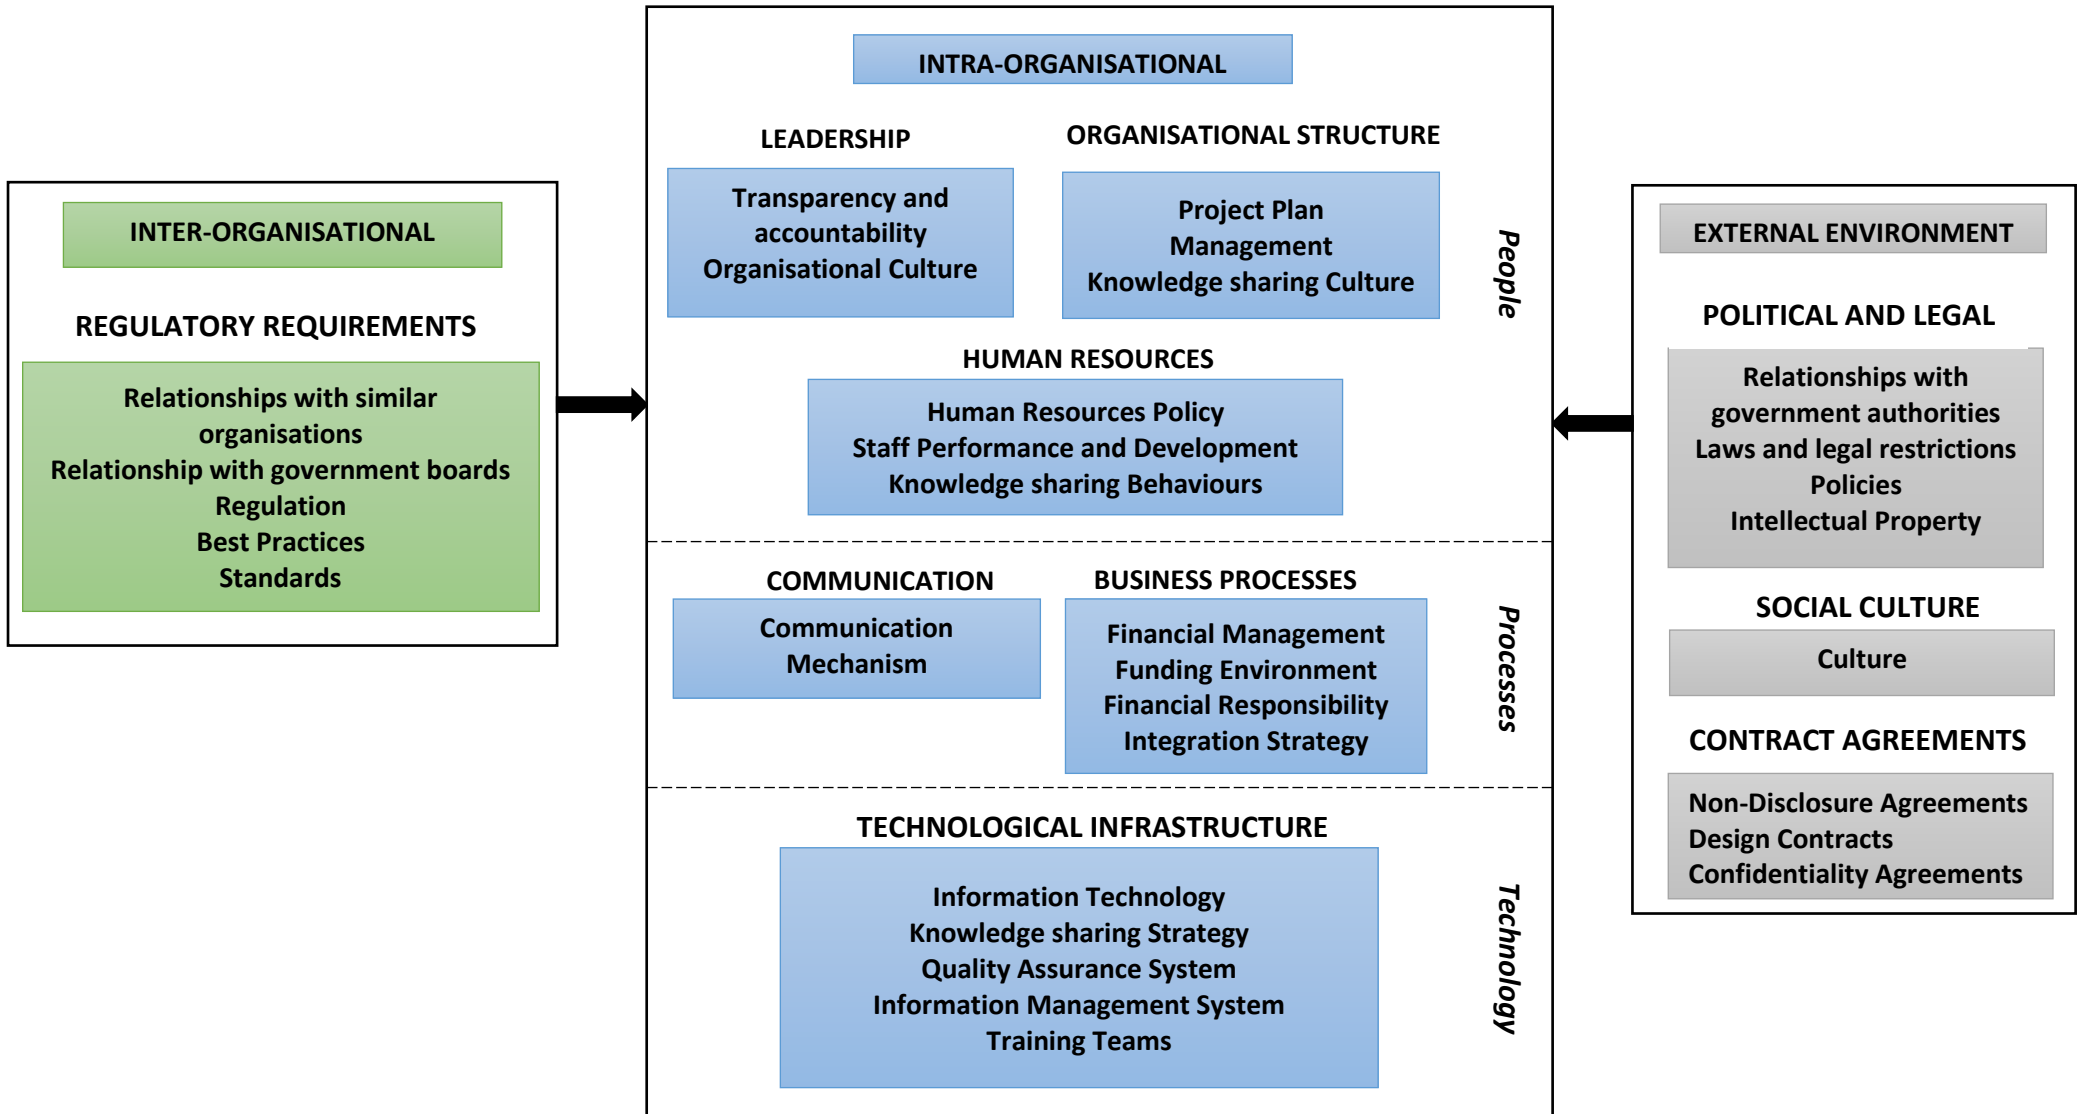 INTER-ORGANISATIONAL
REGULATORY REQUIREMENTS
Relationships with similar
organisations
Relationship with government boards
Regulation
Best Practices
Standards
INTRA-ORGANISATIONAL
LEADERSHIP
Transparency and
accountability
Organisational Culture
ORGANISATIONAL STRUCTURE
Project Plan
Management
Knowledge sharing Culture
HUMAN RESOURCES
Human Resources Policy
Staff Performance and Development
Knowledge sharing Behaviours
People
COMMUNICATION
Communication
Mechanism
BUSINESS PROCESSES
Financial Management
Funding Environment
Financial Responsibility
Integration Strategy
Processes
TECHNOLOGICAL INFRASTRUCTURE
Information Technology
Knowledge sharing Strategy
Quality Assurance System
Information Management System
Training Teams
Technology
EXTERNAL ENVIRONMENT
POLITICAL AND LEGAL
Relationships with
government authorities
Laws and legal restrictions
Policies
Intellectual Property
SOCIAL CULTURE
Culture
CONTRACT AGREEMENTS
Non-Disclosure Agreements
Design Contracts
Confidentiality Agreements